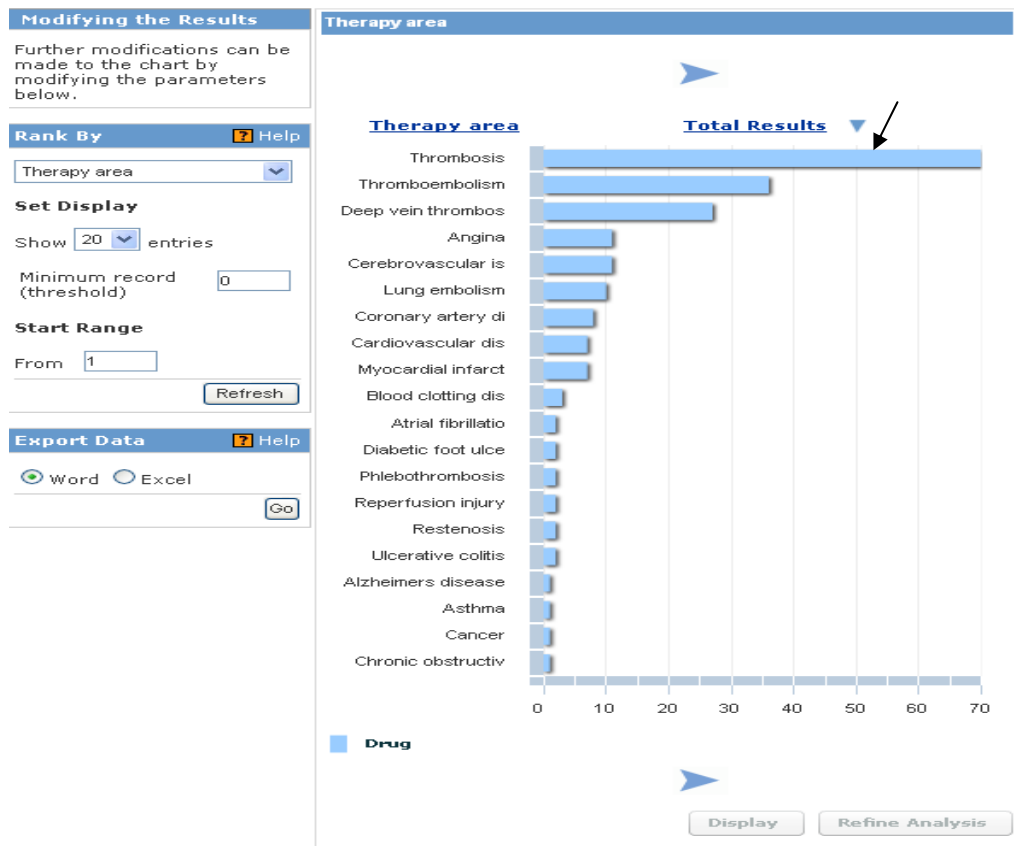 Modifying the Results
Further modifications can be
made to the chart by
modifying the parameters
below.
Rank By
? Help
Therapy area
Set Display
Show 20 entries
Minimum record
(threshold)
0
Start Range
From 1
Refresh
Export Data
? Help
Word Excel
Go
Therapy area
Therapy area Total Results
Thrombosis
Thromboembolism
Deep vein thrombos
Angina
Cerebrovascular is
Lung embolism
Coronary artery di
Cardiovascular dis
Myocardial infarct
Blood clotting dis
Atrial fibrillatio
Diabetic foot ulce
Phlebothrombosis
Reperfusion injury
Restenosis
Ulcerative colitis
Alzheimers disease
Asthma
Cancer
Chronic obstructiv
0 10 20 30 40 50 60 70
Drug
Display Refine Analysis